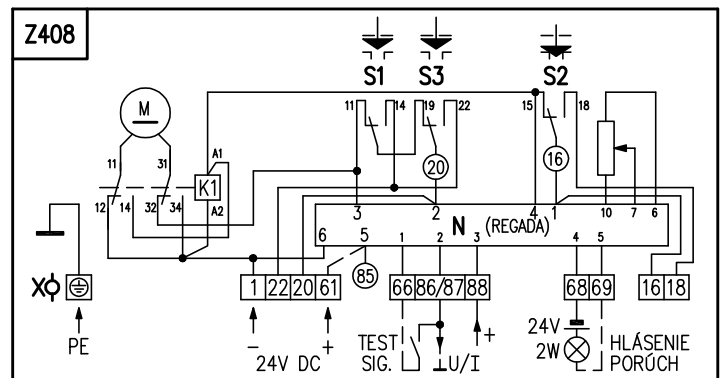 Z408
S1 S3 S2
11 14 19 22 15 18
M
11 31 A1
20 16
K1
12 14 32 34 A2
3 2 4 1 10 7 6
N (REGADA)
6 5 1 2 3 4 5
85
1 22 20 61 66 86/87 88 68 69 16 18
X
PE
- +
24V DC
TEST
SIG.
U/I
+
24V
2W
HLÁSENIE
PORÚCH